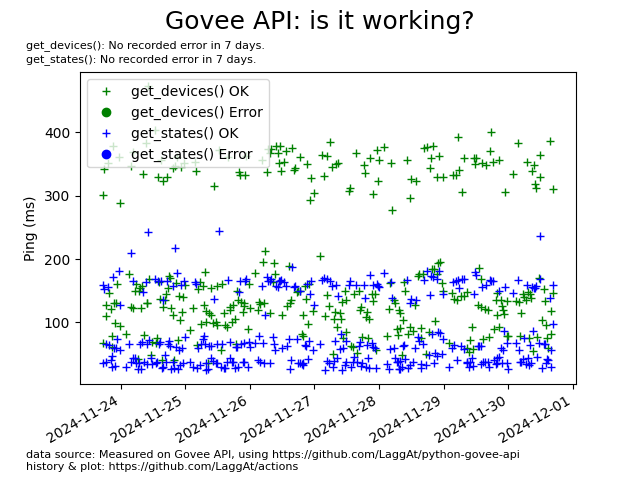 Govee API: is it working?
get_devices(): No recorded error in 7 days.
get_states(): No recorded error in 7 days.
get_devices() OK
get_devices() Error
get_states() OK
get_states() Error
400
300
200
100
Ping (ms)
2024-11-24
2024-11-25
2024-11-26
2024-11-27
2024-11-28
2024-11-29
2024-11-30
2024-12-01
data source: Measured on Govee API, using https://github.com/LaggAt/python-govee-api
history & plot: https://github.com/LaggAt/actions